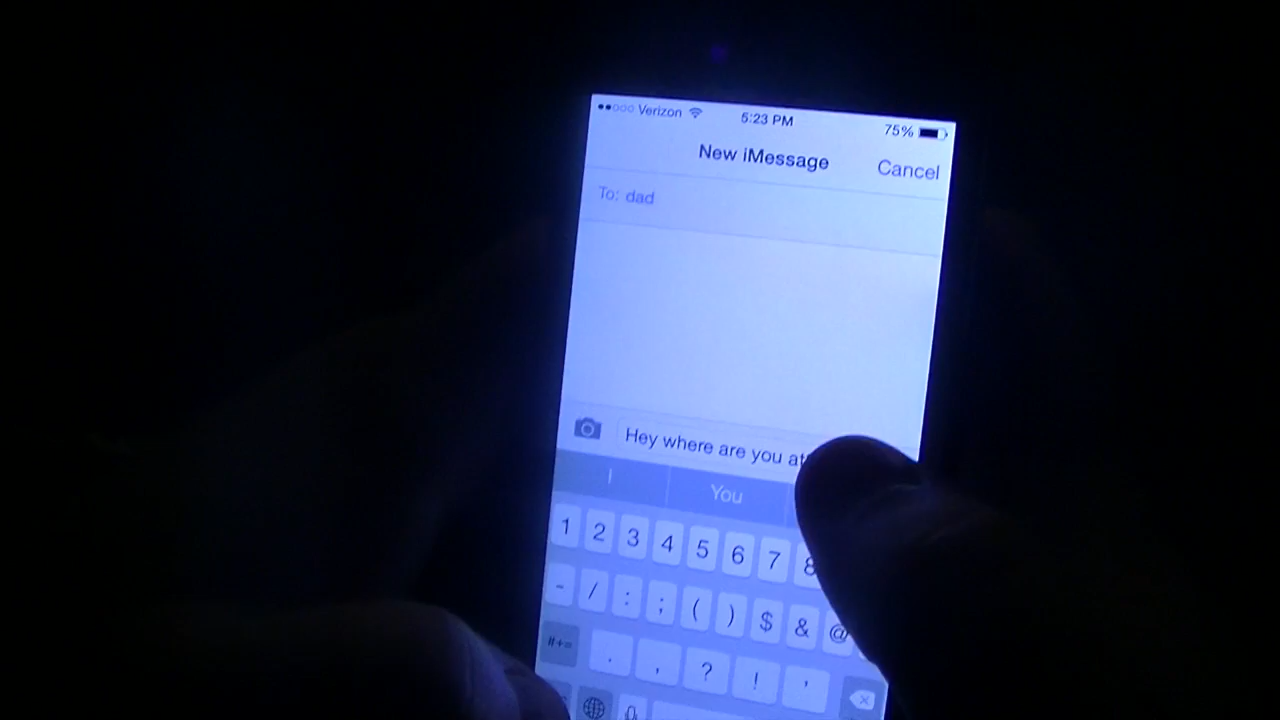 Verizon 5:23 PM 75%
New iMessage Cancel
To: dad
Hey where are you at
I You
1 2 3 4 5 6 7 8
- / : ; ( ) $ & @
#+= . , ? ! '